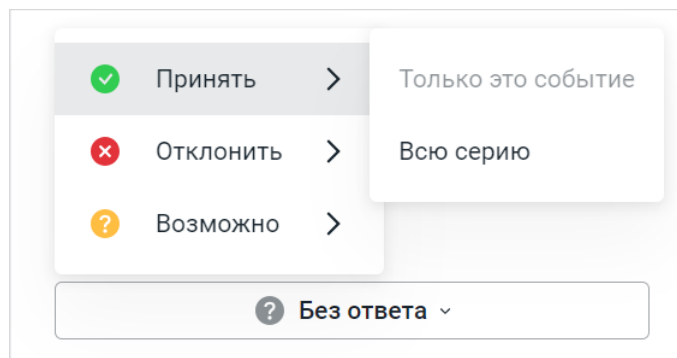 Принять
Только это событие
Отклонить
Всю серию
Возможно
Без ответа